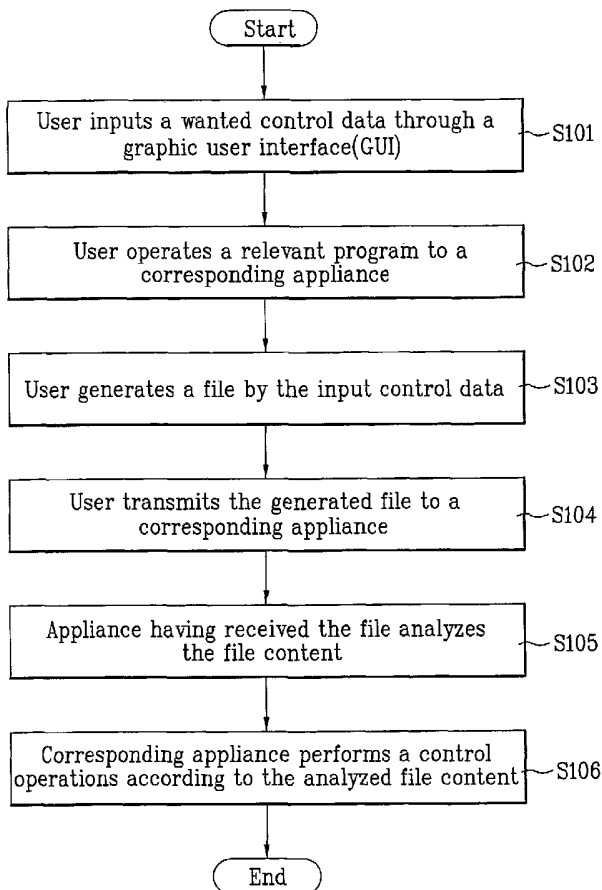 Start
User inputs a wanted control data through a
graphic user interface(GUI)
S101
User operates a relevant program to a
corresponding appliance
S102
User generates a file by the input control data
S103
User transmits the generated file to a
corresponding appliance
S104
Appliance having received the file analyzes
the file content
S105
Corresponding appliance performs a control
operations according to the analyzed file content
S106
End